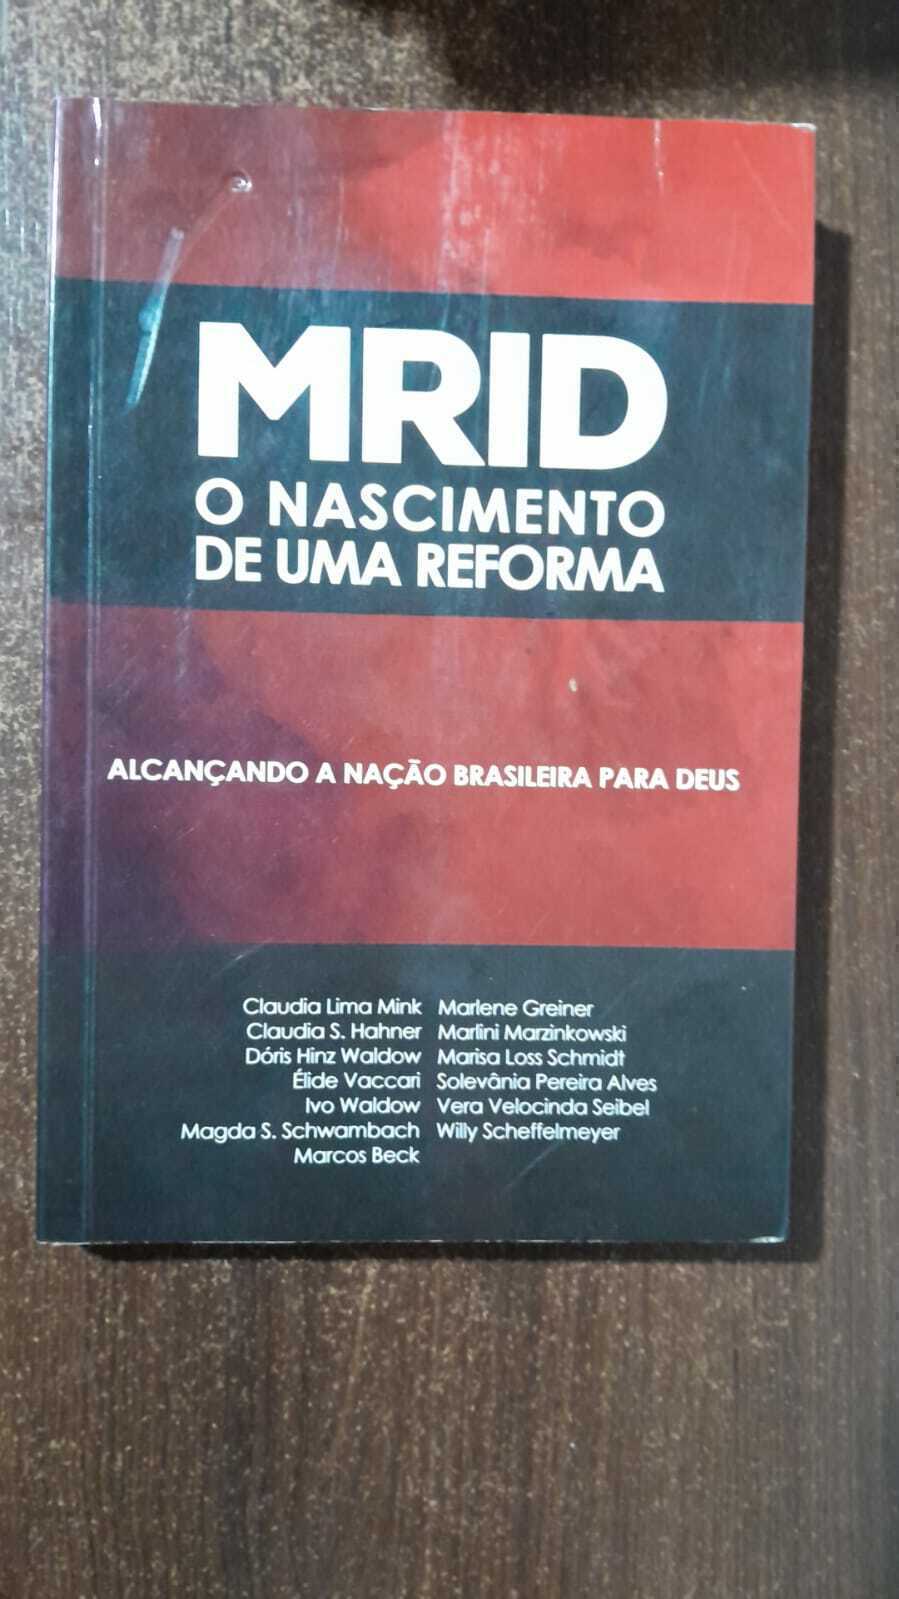 MRID
O NASCIMENTO
DE UMA REFORMA
ALCANÇANDO A NAÇÃO BRASILEIRA PARA DEUS
Claudia Lima Mink
Claudia S. Hahner
Dóris Hinz Waldow
Élide Vaccari
Ivo Waldow
Magda S. Schwambach
Marcos Beck
Marlene Greiner
Marlini Marzinkowski
Marisa Loss Schmidt
Solevânia Pereira Alves
Vera Velocinda Seibel
Willy Scheffelmeyer